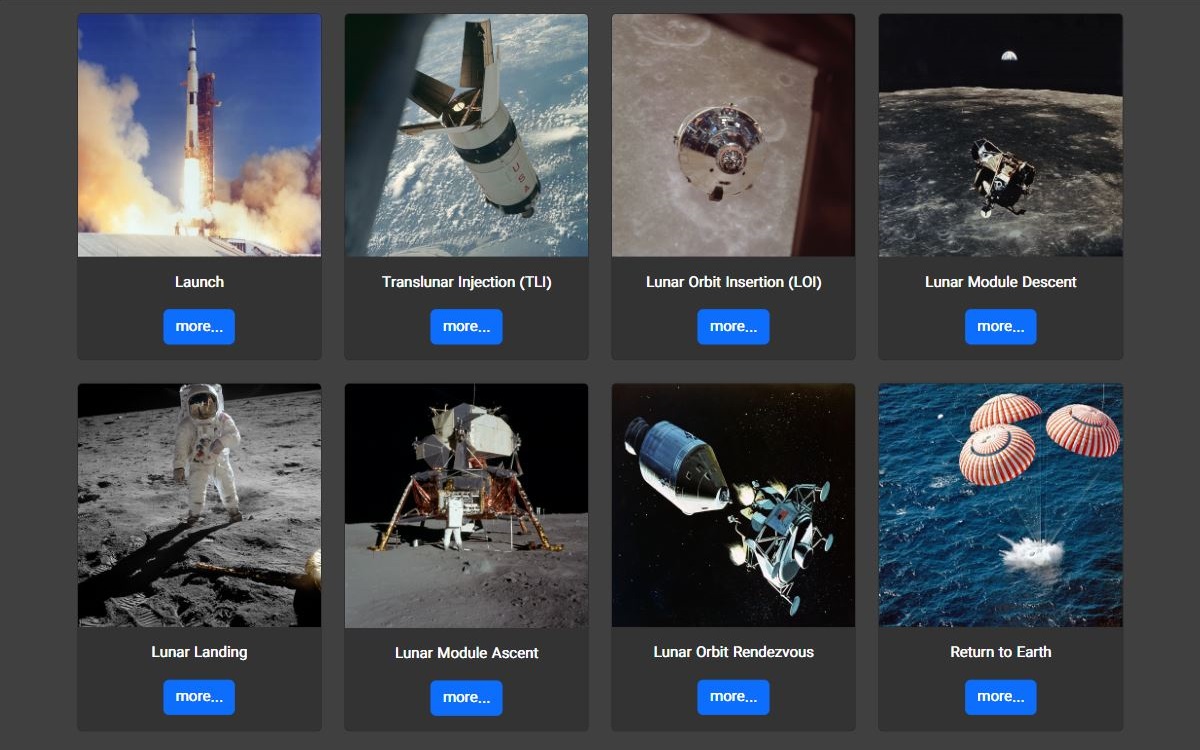 USA
Launch
Translunar Injection (TLI)
Lunar Orbit Insertion (LOI)
Lunar Module Descent
more...
more...
more...
more...
Lunar Landing
Lunar Module Ascent
Lunar Orbit Rendezvous
Return to Earth
more...
more...
more...
more...